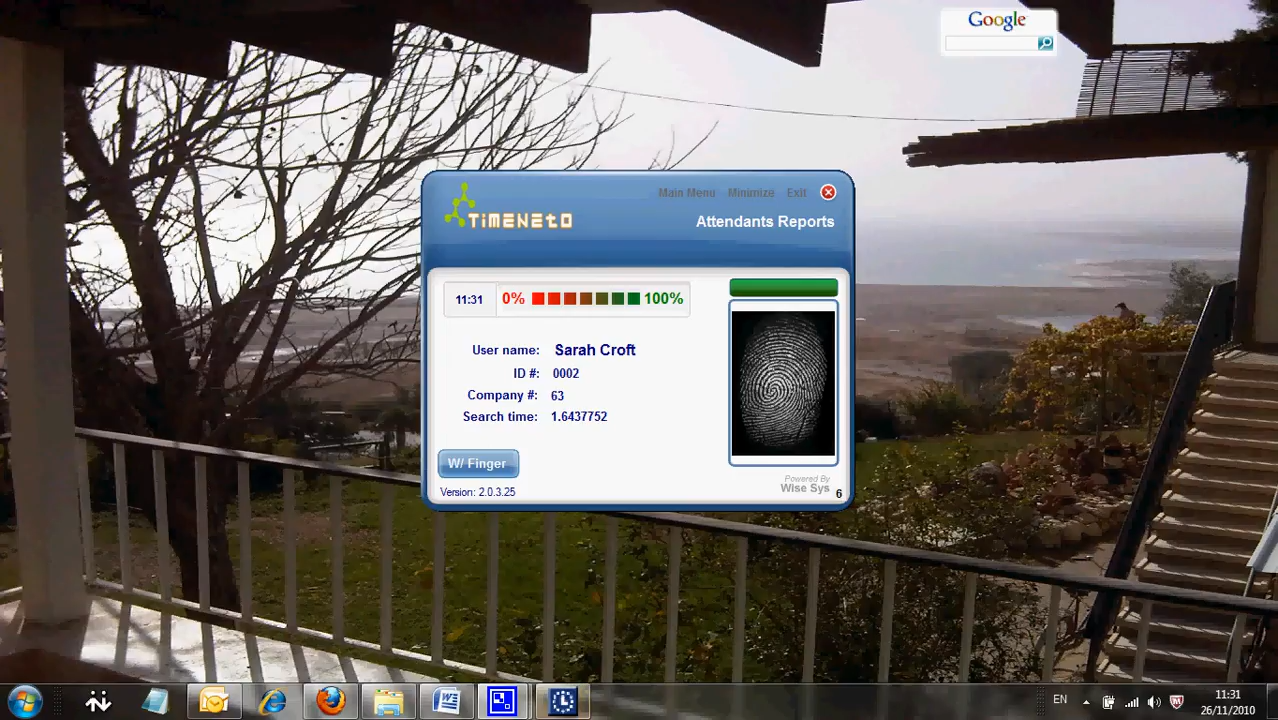 Google
Main Menu Minimize Exit
TiMENEtO
Attendants Reports
11:31 0% 100%
User name: Sarah Croft
ID #: 0002
Company #: 63
Search time: 1.6437752
W/ Finger
Powered By
Wise Sys 6
Version: 2.0.3.25
EN
11:31
26/11/2010